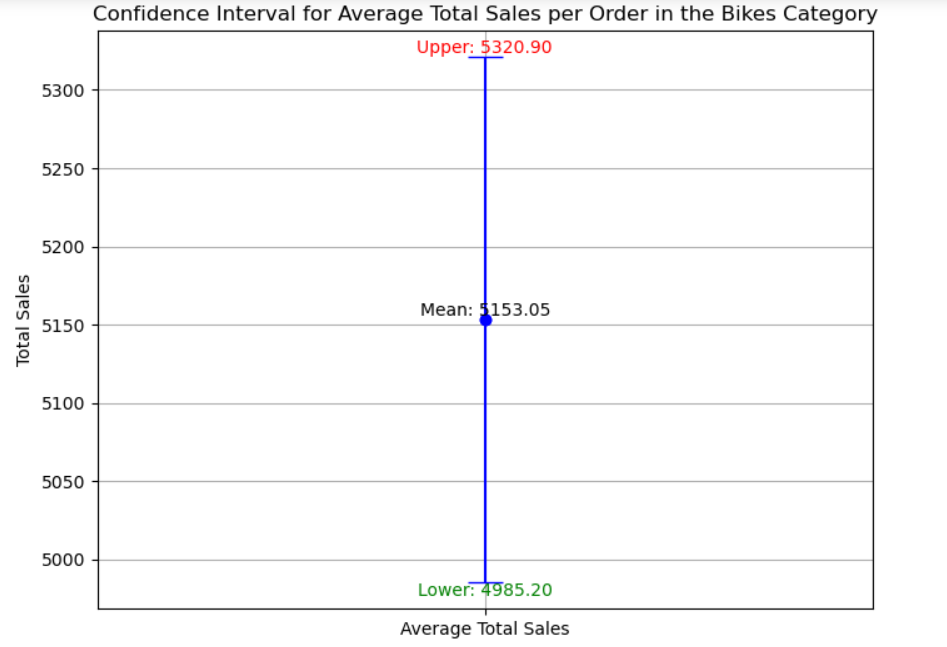 Confidence Interval for Average Total Sales per Order in the Bikes Category
Upper: 5320.90
5300
5250
5200
Mean: 5153.05
5150
5100
5050
5000
Lower: 4985.20
Total Sales
Average Total Sales